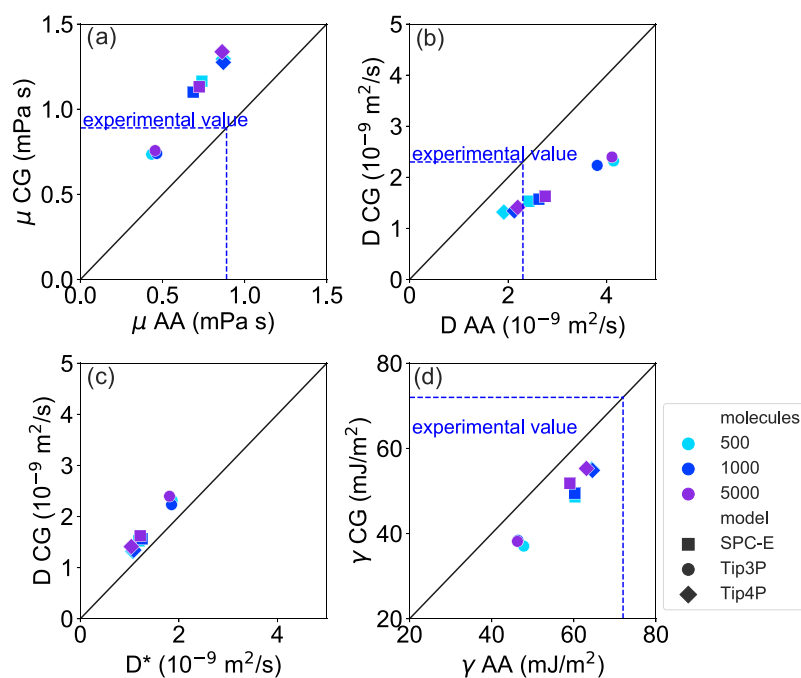 (a)
1.5
1.0
0.5
0.0
μ CG (mPa s)
experimental value
0.0 0.5 1.0 1.5
μ AA (mPa s)
(b)
5
4
3
2
1
0
D CG (10⁻⁹ m²/s)
experimental value
0 2 4
D AA (10⁻⁹ m²/s)
(c)
5
4
3
2
1
0
D CG (10⁻⁹ m²/s)
0 2 4
D* (10⁻⁹ m²/s)
(d)
80
60
40
20
γ CG (mJ/m²)
experimental value
20 40 60 80
γ AA (mJ/m²)
molecules
500
1000
5000
model
SPC-E
Tip3P
Tip4P